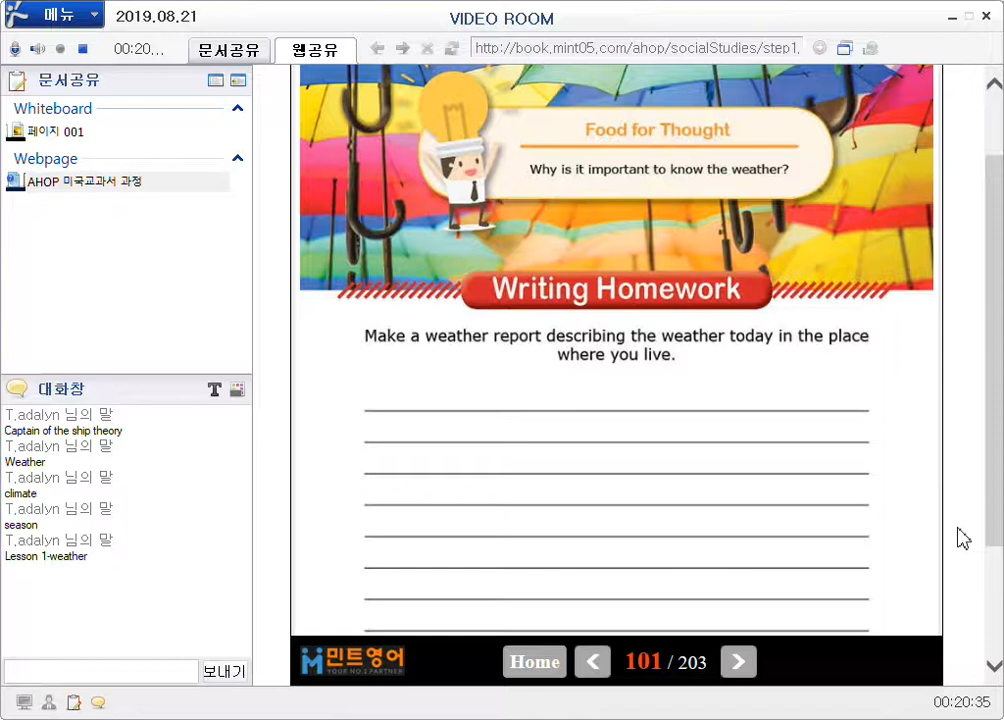 메뉴
2019.08.21
VIDEO ROOM
00:20...
문서공유
웹공유
http://book.mint05.com/ahop/socialStudies/step1,
문서공유
Whiteboard
페이지 001
Webpage
AHOP 미국교과서 과정
대화창
T
T.adalyn 님의 말
Captain of the ship theory
T.adalyn 님의 말
Weather
T.adalyn 님의 말
climate
T.adalyn 님의 말
season
T.adalyn 님의 말
Lesson 1-weather
보내기
Food for Thought
Why is it important to know the weather?
Writing Homework
Make a weather report describing the weather today in the place
where you live.
민트영어
YOUR NO.1 PARTNER
Home
<
101 / 203
>
00:20:35